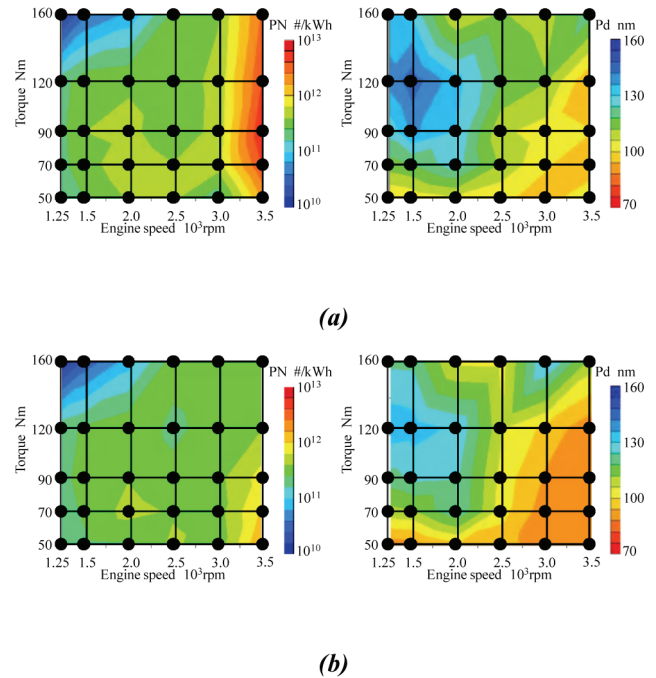 160
120
90
70
50
Torque Nm
1.25 1.5 2.0 2.5 3.0 3.5
Engine speed 10³rpm
PN #/kWh
10¹³
10¹²
10¹¹
10¹⁰
160
120
90
70
50
Torque Nm
1.25 1.5 2.0 2.5 3.0 3.5
Engine speed 10³rpm
Pd nm
160
130
100
70
(a)
160
120
90
70
50
Torque Nm
1.25 1.5 2.0 2.5 3.0 3.5
Engine speed 10³rpm
PN #/kWh
10¹³
10¹²
10¹¹
10¹⁰
160
120
90
70
50
Torque Nm
1.25 1.5 2.0 2.5 3.0 3.5
Engine speed 10³rpm
Pd nm
160
130
100
70
(b)